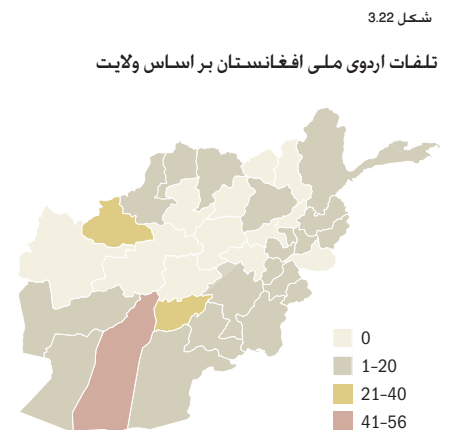 شکل 3.22
تلفات اردوی ملی افغانستان بر اساس ولایت
0
1–20
21–40
41–56